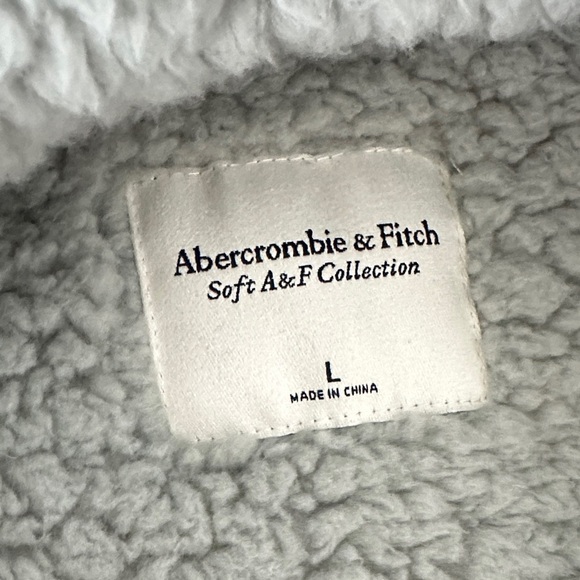 Abercrombie & Fitch
Soft A&F Collection
L
MADE IN CHINA